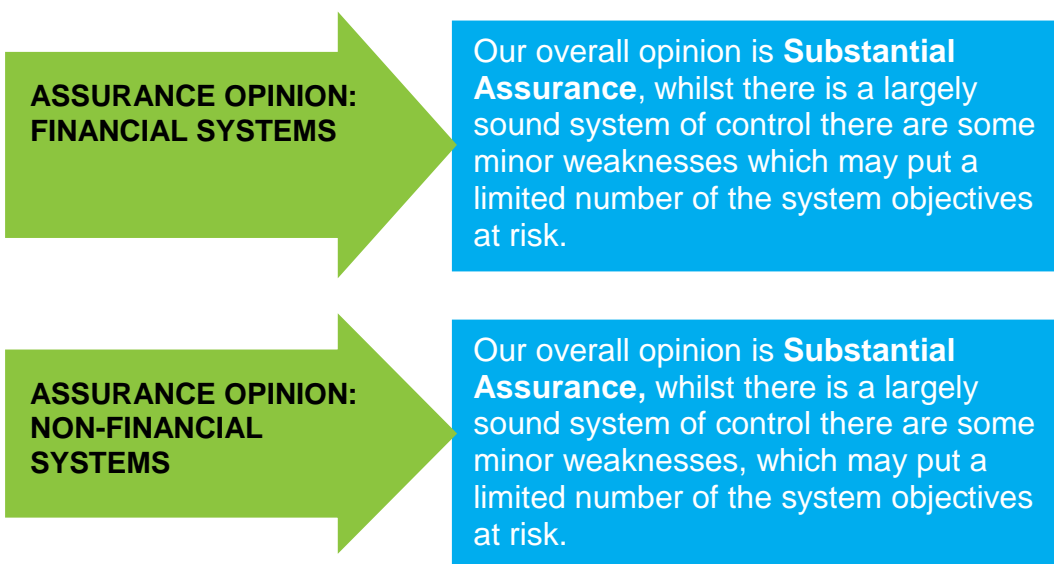 ASSURANCE OPINION:
FINANCIAL SYSTEMS
Our overall opinion is Substantial
Assurance, whilst there is a largely
sound system of control there are some
minor weaknesses which may put a
limited number of the system objectives
at risk.
ASSURANCE OPINION:
NON-FINANCIAL
SYSTEMS
Our overall opinion is Substantial
Assurance, whilst there is a largely
sound system of control there are some
minor weaknesses, which may put a
limited number of the system objectives
at risk.